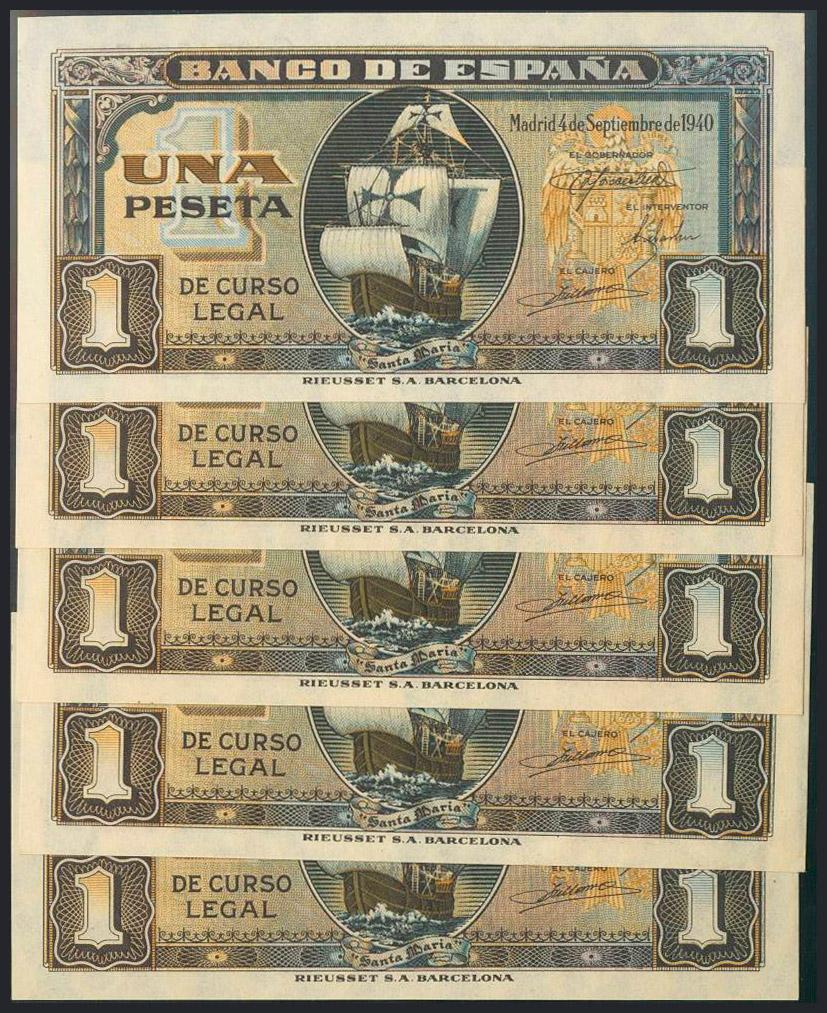 BANCO DE ESPAÑA
Madrid 4 de Septiembre de 1940
EL GOBERNADOR
1
UNA
PESETA
EL INTERVENTOR
EL CAJERO
DE CURSO
LEGAL
1
1
"Santa Maria"
RIEUSSET S.A. BARCELONA
EL CAJERO
DE CURSO
LEGAL
1
1
"Santa Maria"
RIEUSSET S.A. BARCELONA
EL CAJERO
DE CURSO
LEGAL
1
1
"Santa Maria"
RIEUSSET S.A. BARCELONA
EL CAJERO
DE CURSO
LEGAL
1
1
"Santa Maria"
RIEUSSET S.A. BARCELONA
EL CAJERO
DE CURSO
LEGAL
1
1
"Santa Maria"
RIEUSSET S.A. BARCELONA